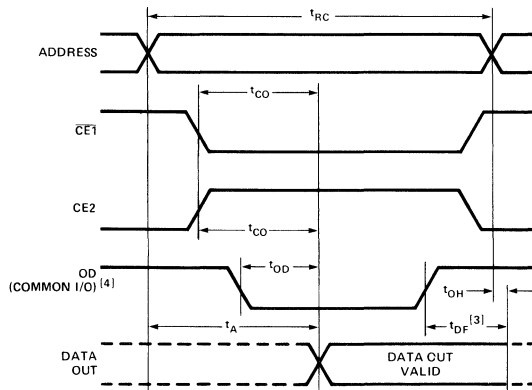 tRC
ADDRESS
tCO
CE1
CE2
tCO
OD
(COMMON I/O) [4]
tOD
tOH
tDF[3]
tA
DATA
OUT
DATA OUT
VALID